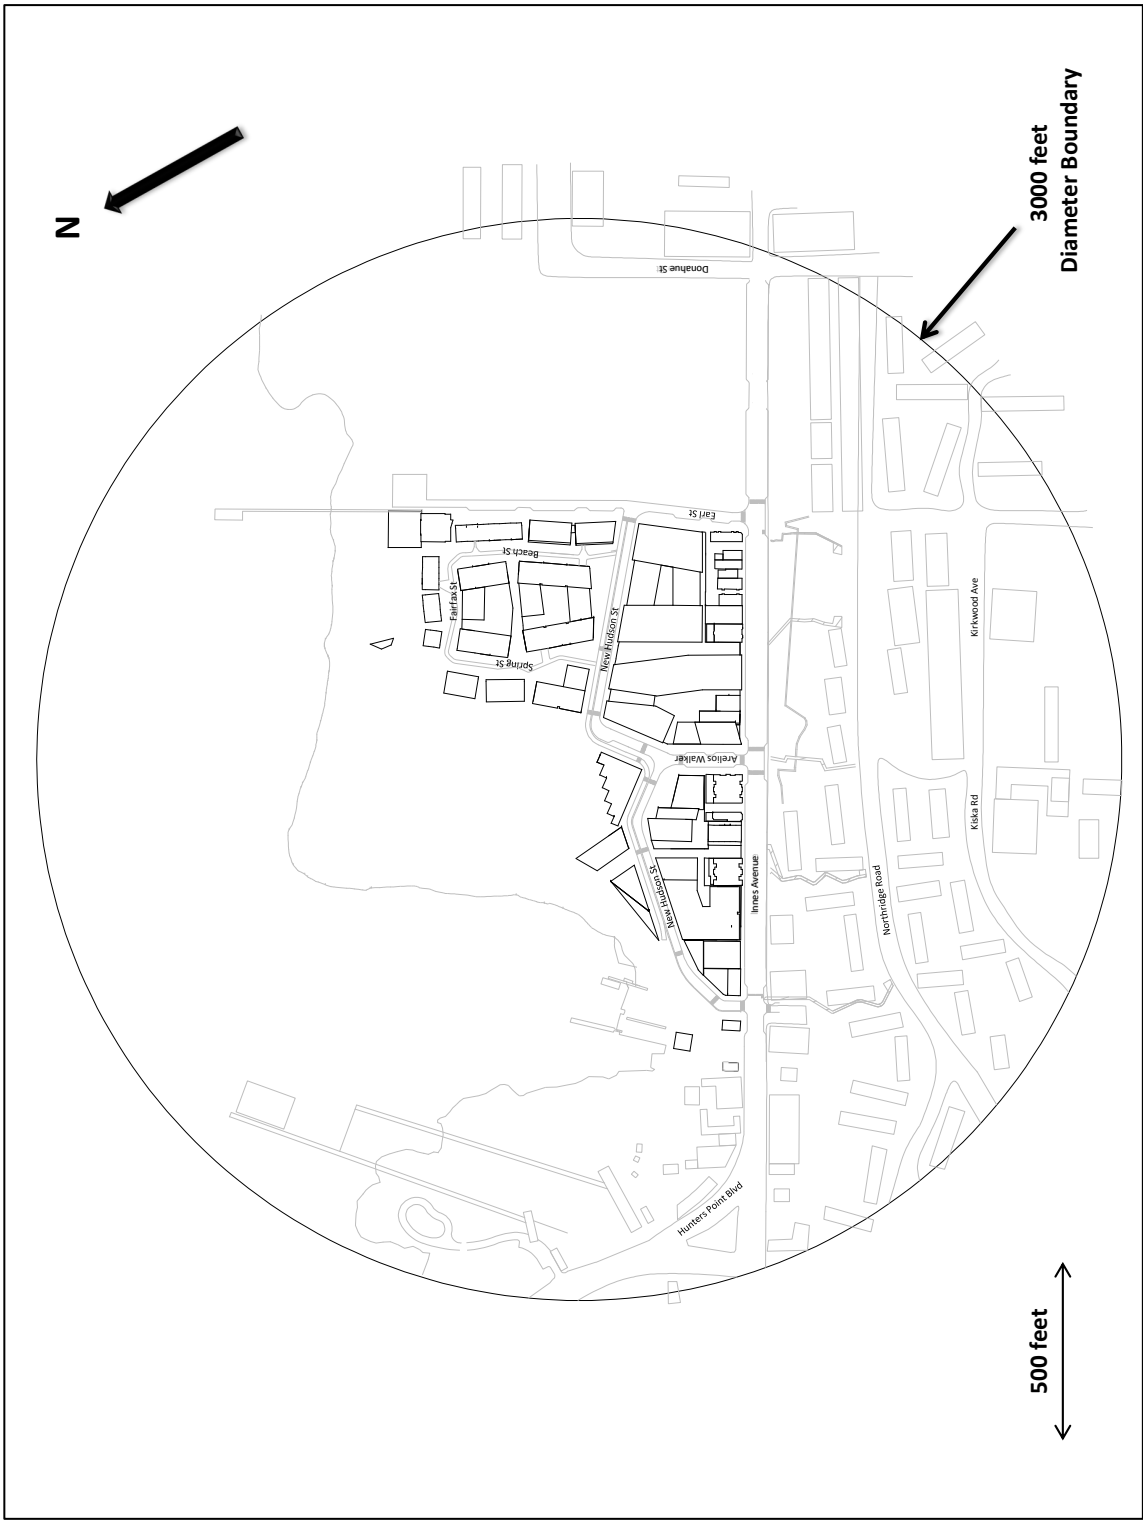 N
3000 feet
Diameter Boundary
Donahue St
Earl St
Beach St
Fairfax St
Spring St
New Hudson St
Kirkwood Ave
Arelios Walker
Kiska Rd
Innes Avenue
New Hudson St
Northridge Road
Hunters Point Blvd
500 feet